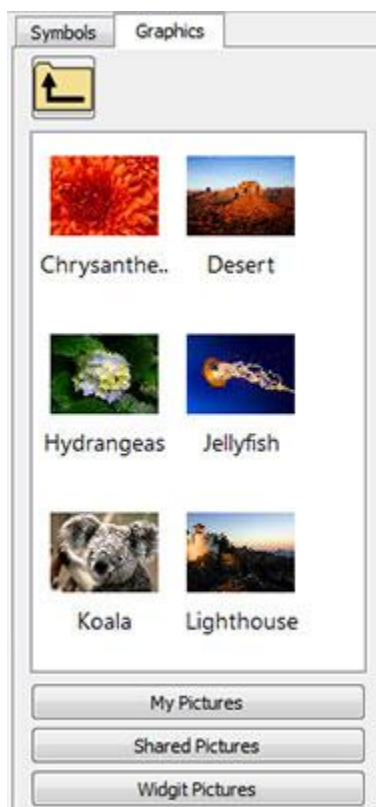 Symbols Graphics
Chrysanthe.. Desert
Hydrangeas Jellyfish
Koala Lighthouse
My Pictures
Shared Pictures
Widgit Pictures